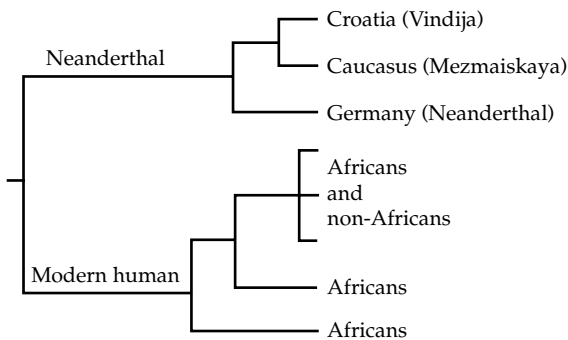 Croatia (Vindija)
Neanderthal
Caucasus (Mezmaiskaya)
Germany (Neanderthal)
Africans
and
non-Africans
Modern human
Africans
Africans